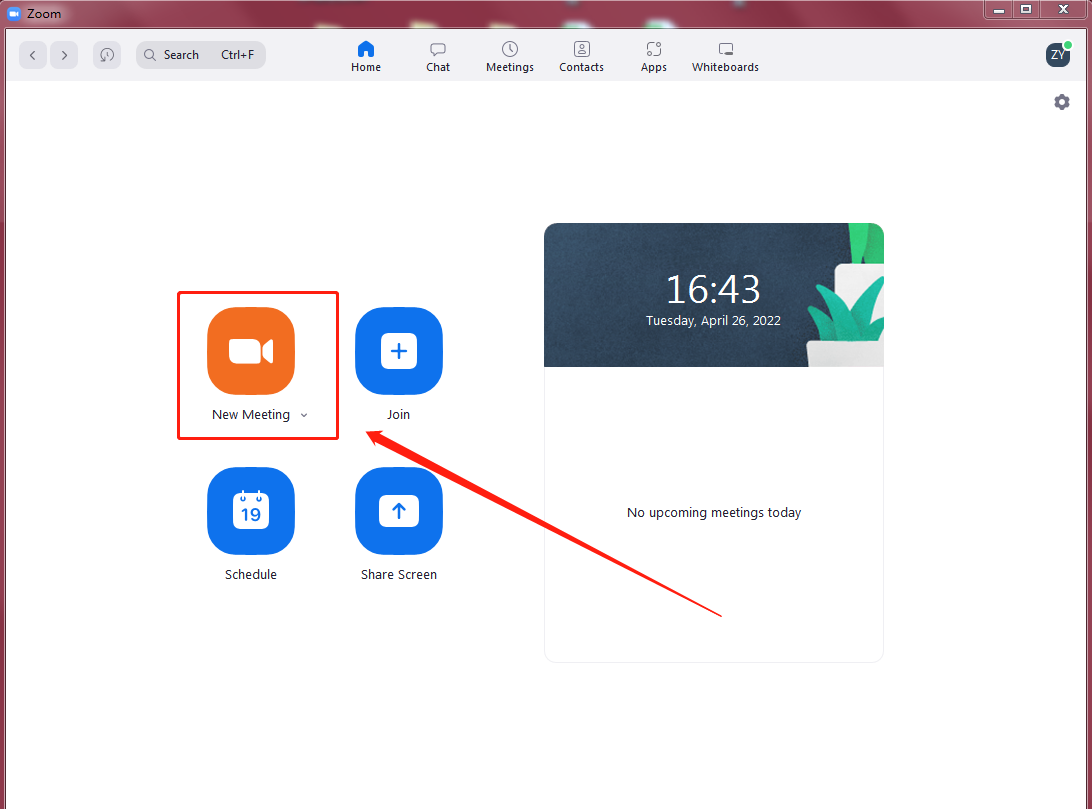 Zoom
Search Ctrl+F
Home
Chat
Meetings
Contacts
Apps
Whiteboards
ZY
16:43
Tuesday, April 26, 2022
New Meeting
Join
19
Schedule
Share Screen
No upcoming meetings today